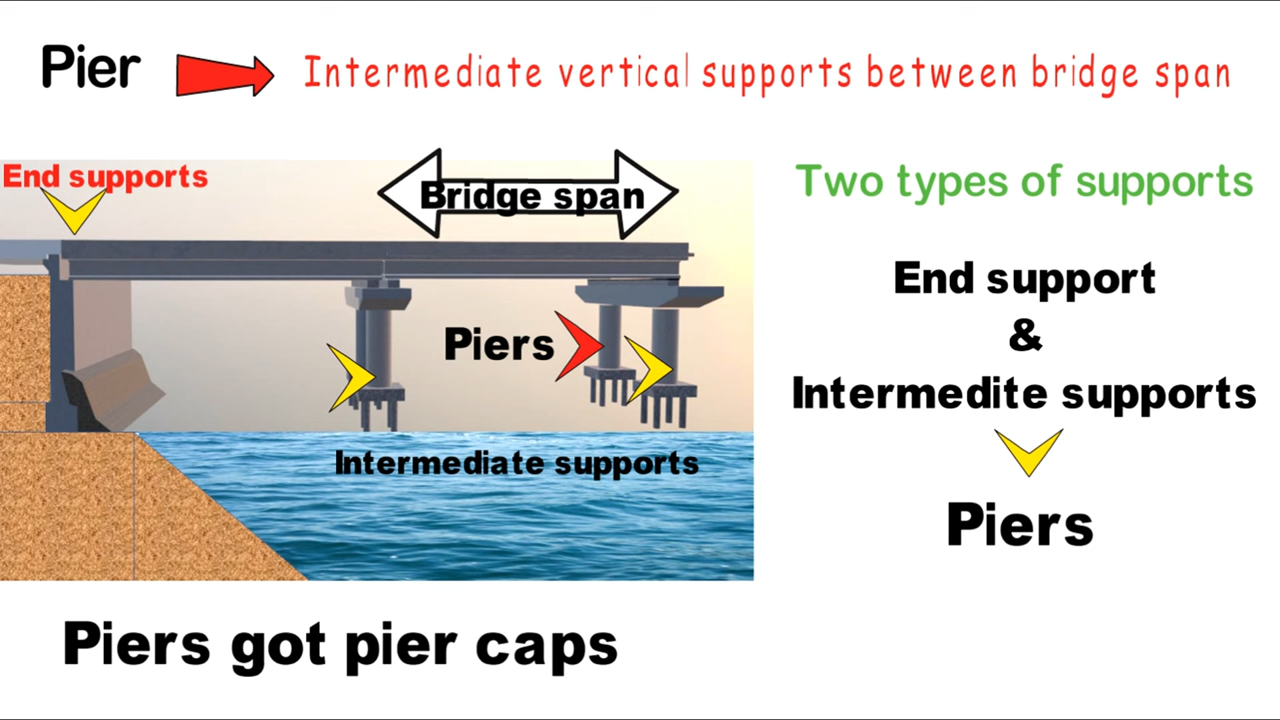 Pier
Intermediate vertical supports between bridge span
End supports
Bridge span
Piers
Intermediate supports
Two types of supports
End support
&
Intermedite supports
Piers
Piers got pier caps